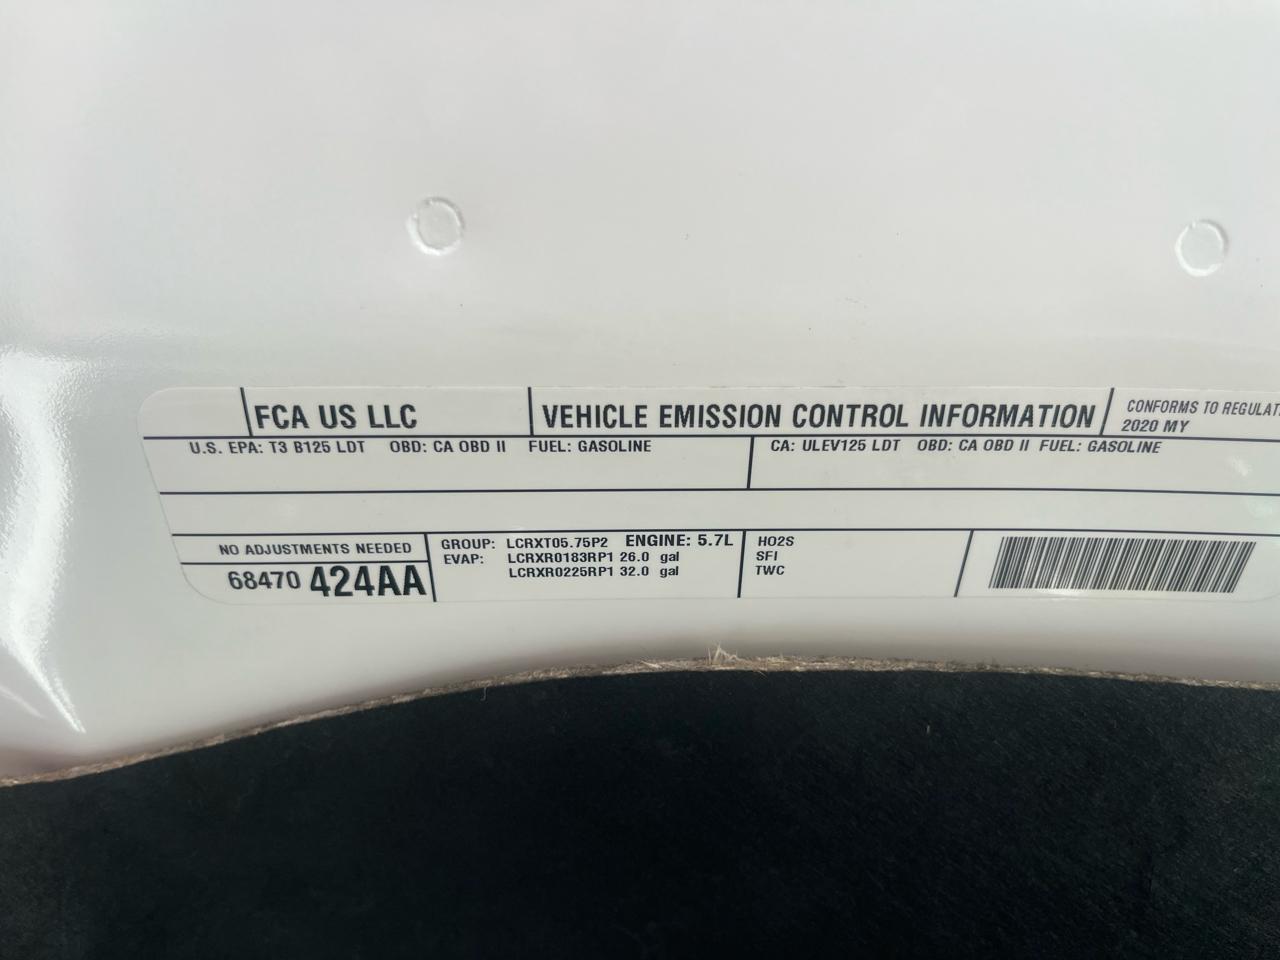 FCA US LLC
VEHICLE EMISSION CONTROL INFORMATION
CONFORMS TO REGULAT
2020 MY
U.S. EPA: T3 B125 LDT OBD: CA OBD II FUEL: GASOLINE
CA: ULEV125 LDT OBD: CA OBD II FUEL: GASOLINE
NO ADJUSTMENTS NEEDED
68470 424AA
GROUP: LCRXT05.75P2 ENGINE: 5.7L
EVAP: LCRXR0183RP1 26.0 gal
LCRXR0225RP1 32.0 gal
HO2S
SFI
TWC